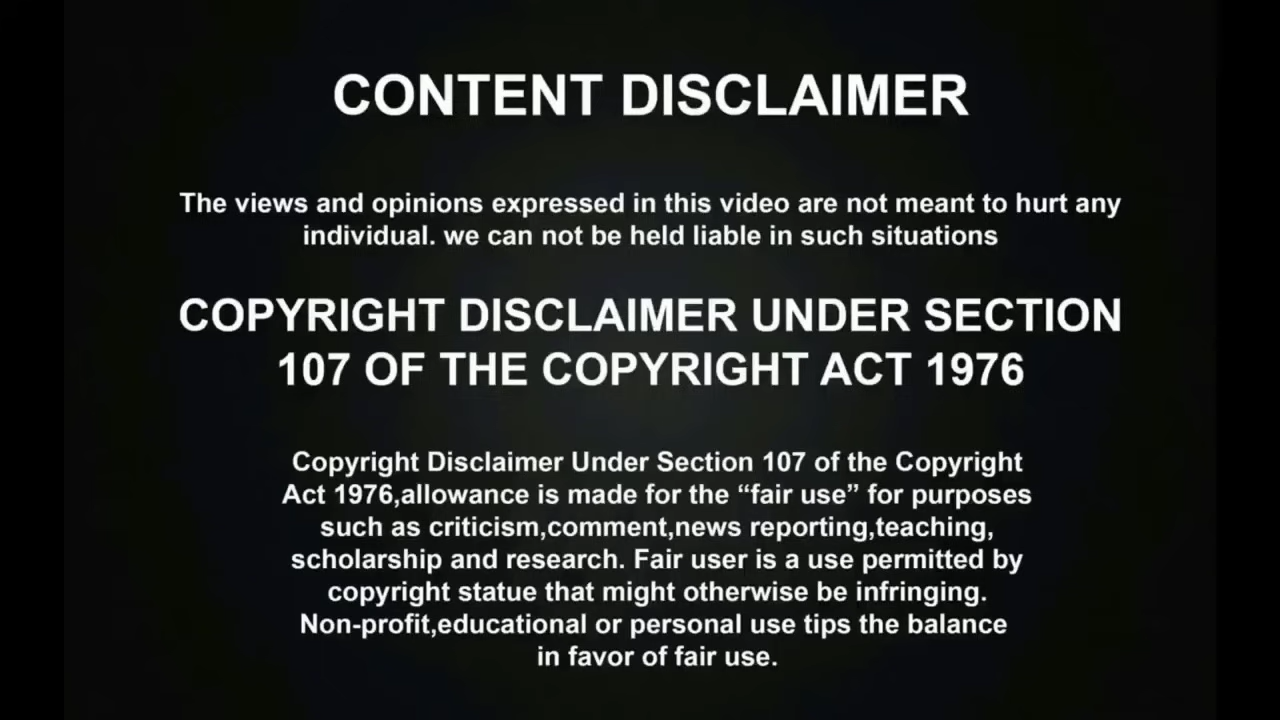 CONTENT DISCLAIMER
The views and opinions expressed in this video are not meant to hurt any
individual. we can not be held liable in such situations
COPYRIGHT DISCLAIMER UNDER SECTION
107 OF THE COPYRIGHT ACT 1976
Copyright Disclaimer Under Section 107 of the Copyright
Act 1976,allowance is made for the “fair use” for purposes
such as criticism,comment,news reporting,teaching,
scholarship and research. Fair user is a use permitted by
copyright statue that might otherwise be infringing.
Non-profit,educational or personal use tips the balance
in favor of fair use.